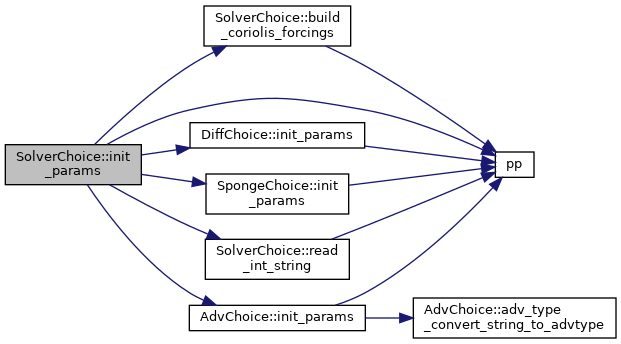 SolverChoice::init
_params
SolverChoice::build
_coriolis_forcings
DiffChoice::init_params
SpongeChoice::init
_params
SolverChoice::read
_int_string
AdvChoice::init_params
pp
AdvChoice::adv_type
_convert_string_to_advtype